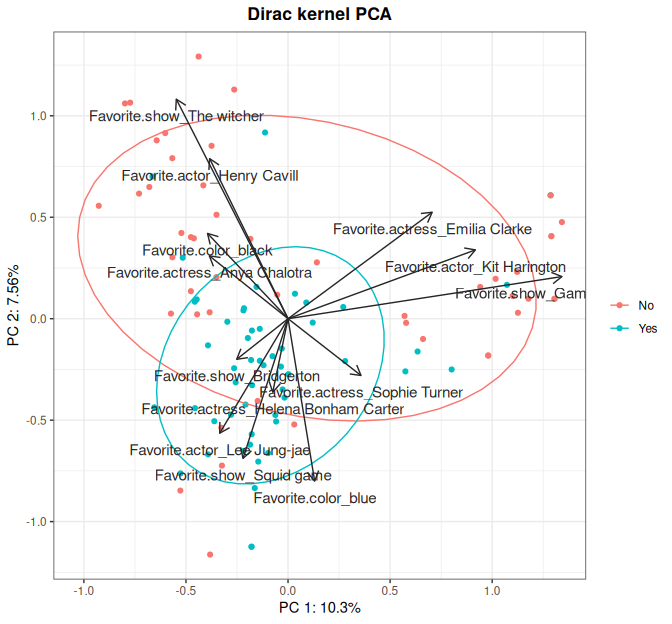 Dirac kernel PCA
Favorite.show_The witcher
Favorite.actor_Henry Cavill
Favorite.actress_Emilia Clarke
Favorite.color_black
Favorite.actor_Kit Harington
Favorite.actress_Anya Chalotra
Favorite.show_Gam
Favorite.show_Bridgerton
Favorite.actress_Sophie Turner
Favorite.actress_Helena Bonham Carter
Favorite.actor_Lee Jung-jae
Favorite.show_Squid game
Favorite.color_blue
1.0
0.5
0.0
-0.5
-1.0
PC 2: 7.56%
-1.0 -0.5 0.0 0.5 1.0
PC 1: 10.3%
No
Yes